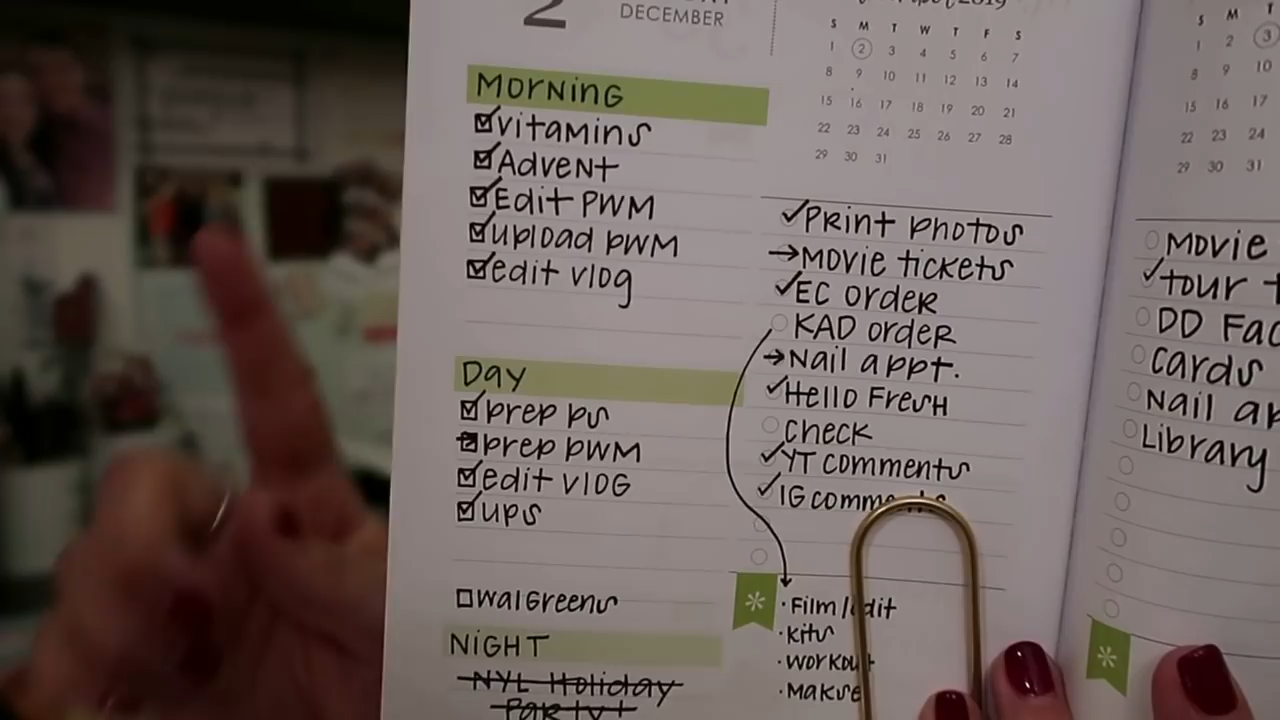 2
DECEMBER
2019
S M T W T F S
1 2 3 4 5 6 7
8 9 10 11 12 13 14
15 16 17 18 19 20 21
22 23 24 25 26 27 28
29 30 31
Morning
vitamins
Advent
Edit PWM
upload PWM
edit vlog
Day
prep ps
prep PWM
edit vlog
ups
walgreens
NIGHT
NYL Holiday
Party!
Print photos
→Movie tickets
EC order
KAD order
→Nail appt.
Hello Fresh
Check
YT comments
IG comments
*
·Film/edit
·kits
·workout
S M
1 2 3
8 9 10
15 16 17
22 23 24
29 30 31
Movie
tour
DD
Cards
Nail
Library
*